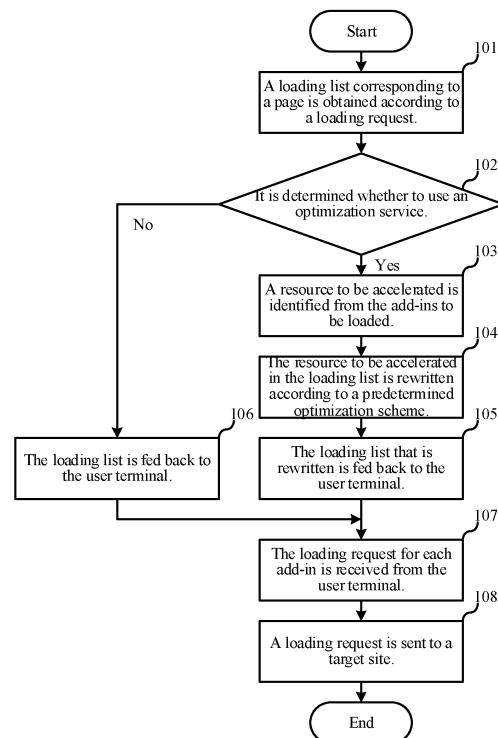 Start
101
A loading list corresponding to
a page is obtained according to
a loading request.
102
It is determined whether to use an
optimization service.
No
Yes
103
A resource to be accelerated is
identified from the add-ins to
be loaded.
104
The resource to be accelerated
in the loading list is rewritten
according to a predetermined
optimization scheme.
106
The loading list is fed back to
the user terminal.
105
The loading list that is
rewritten is fed back to the
user terminal.
107
The loading request for each
add-in is received from the
user terminal.
108
A loading request is sent to a
target site.
End